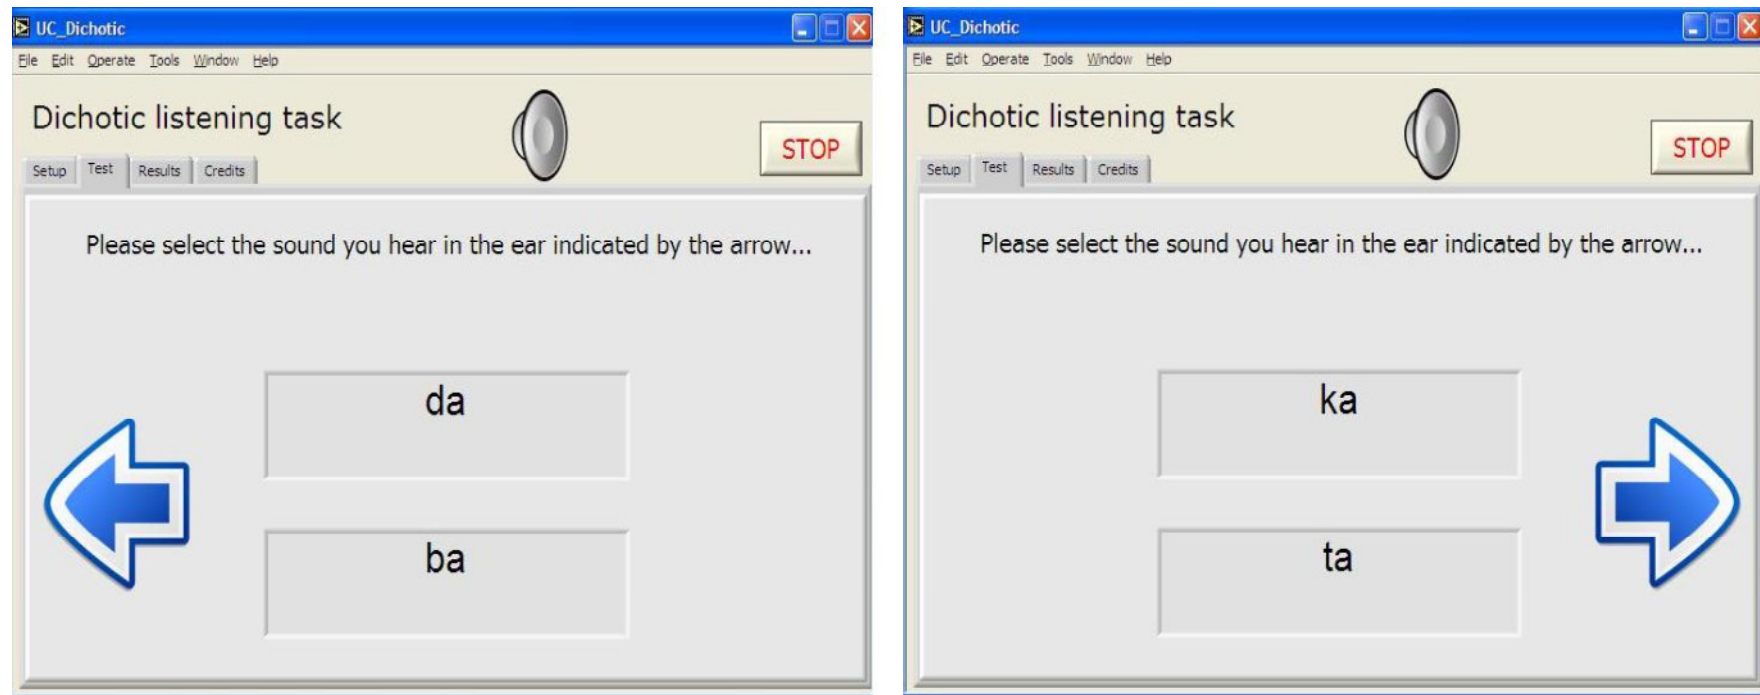 UC_Dichotic
File Edit Operate Tools Window Help
Dichotic listening task
STOP
Setup Test Results Credits
Please select the sound you hear in the ear indicated by the arrow...
da
ba
UC_Dichotic
File Edit Operate Tools Window Help
Dichotic listening task
STOP
Setup Test Results Credits
Please select the sound you hear in the ear indicated by the arrow...
ka
ta